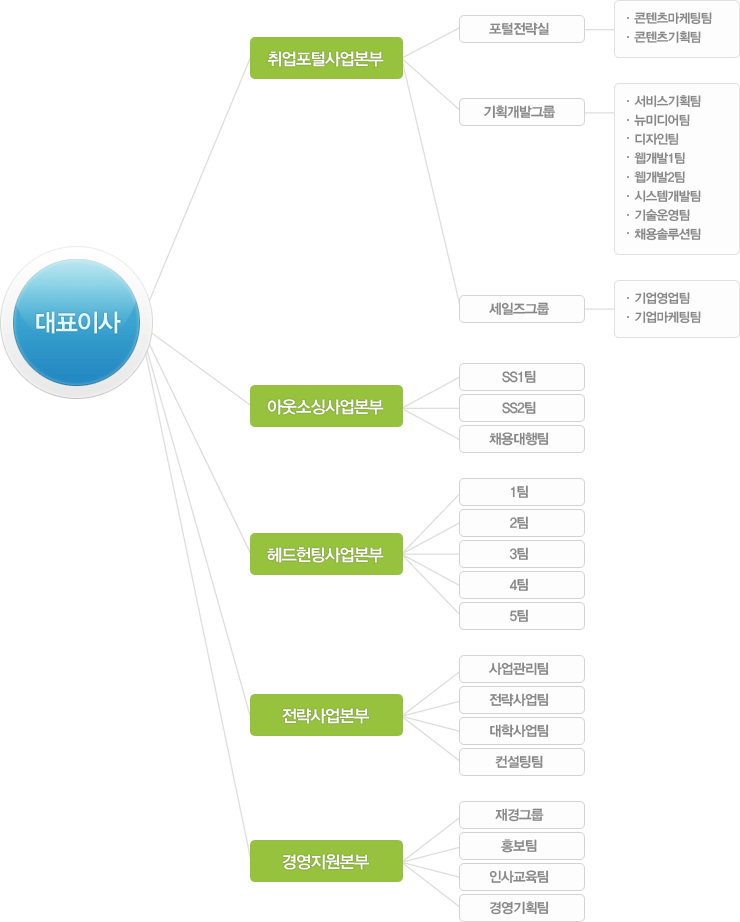 대표이사
취업포털사업본부
포털전략실
· 콘텐츠마케팅팀
· 콘텐츠기획팀
기획개발그룹
· 서비스기획팀
· 뉴미디어팀
· 디자인팀
· 웹개발1팀
· 웹개발2팀
· 시스템개발팀
· 기술운영팀
· 채용솔루션팀
세일즈그룹
· 기업영업팀
· 기업마케팅팀
아웃소싱사업본부
SS1팀
SS2팀
채용대행팀
헤드헌팅사업본부
1팀
2팀
3팀
4팀
5팀
전략사업본부
사업관리팀
전략사업팀
대학사업팀
컨설팅팀
경영지원본부
재경그룹
홍보팀
인사교육팀
경영기획팀